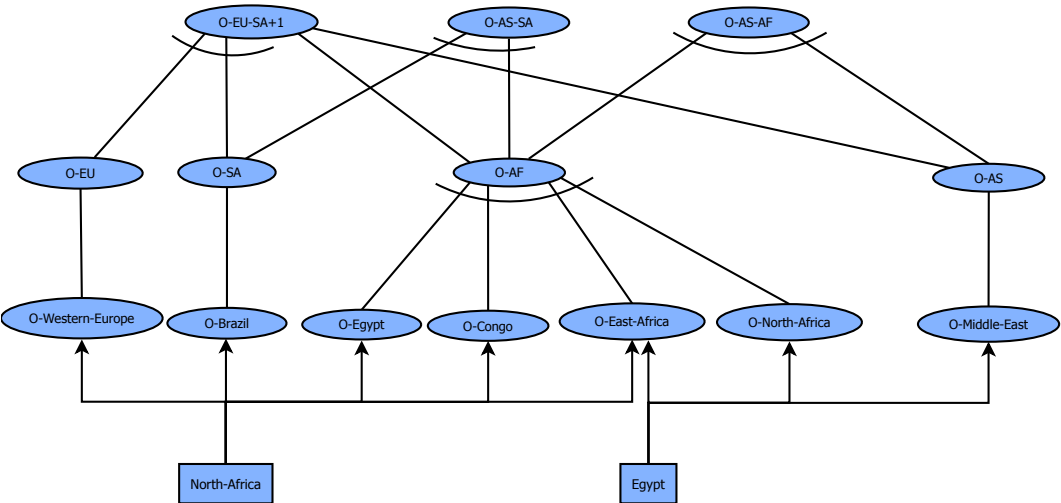 O-EU-SA+1
O-AS-SA
O-AS-AF
O-EU
O-SA
O-AF
O-AS
O-Western-Europe
O-Brazil
O-Egypt
O-Congo
O-East-Africa
O-North-Africa
O-Middle-East
North-Africa
Egypt